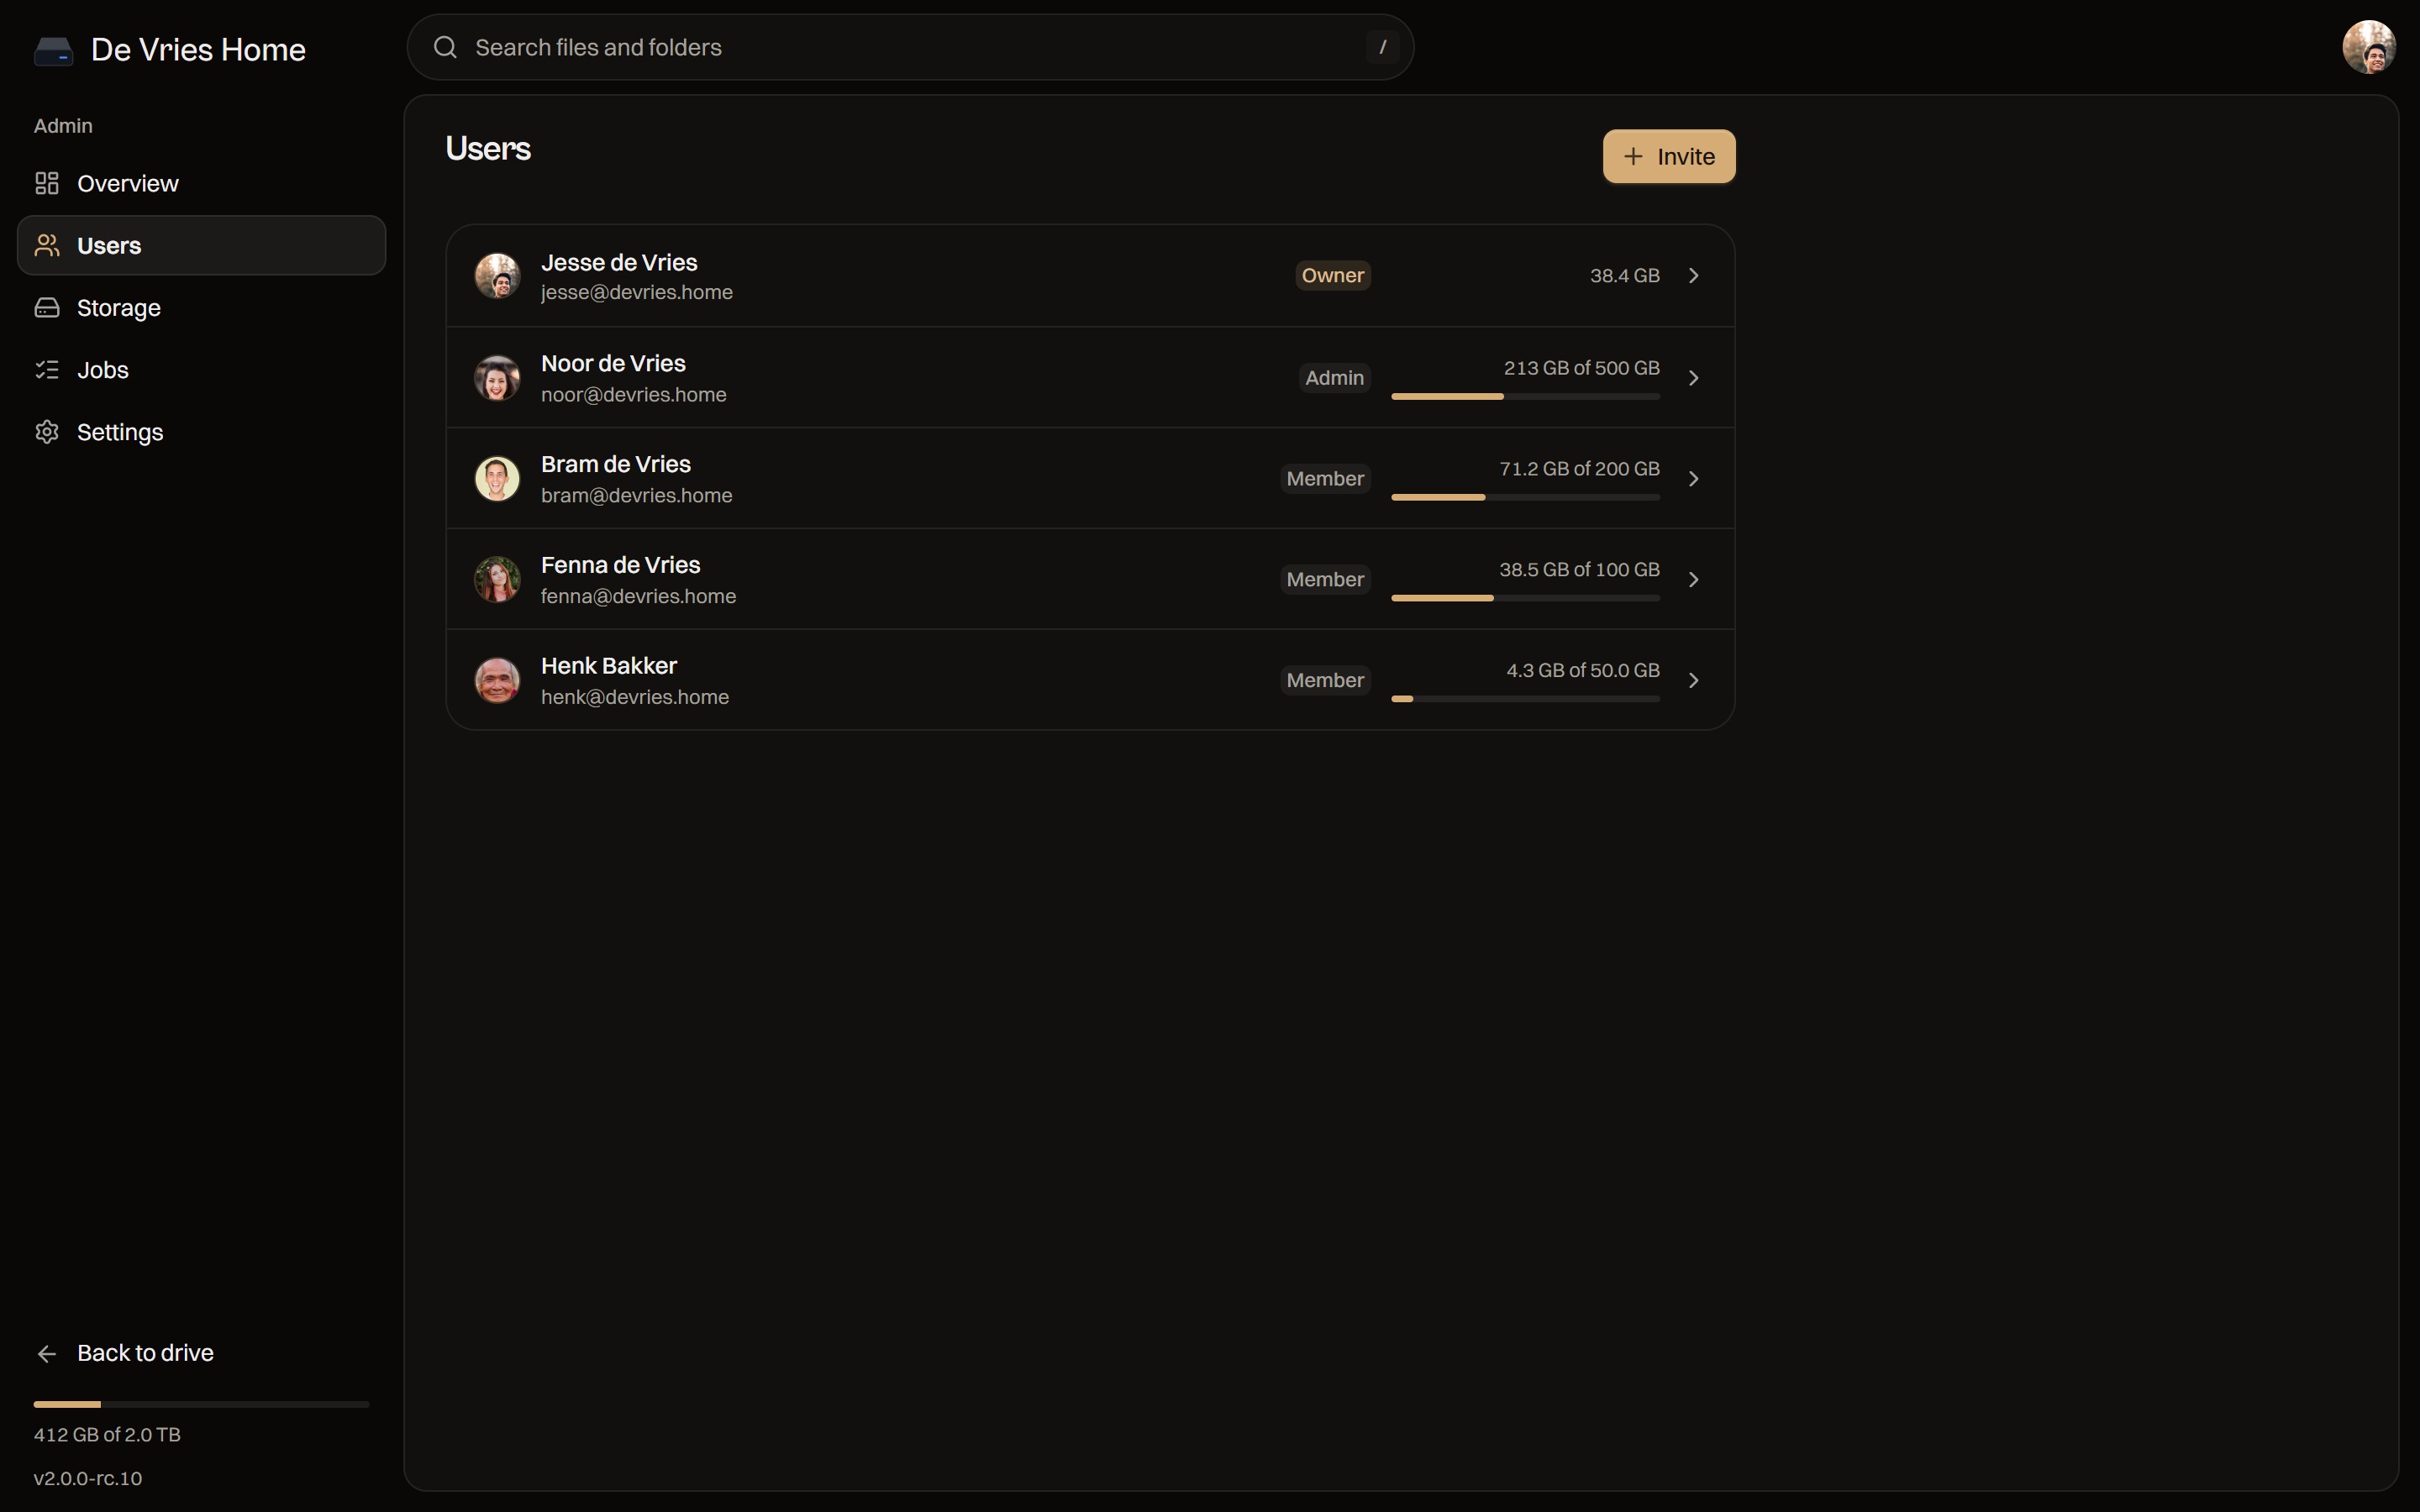 De Vries Home
Search files and folders
/
Admin
Overview
Users
Storage
Jobs
Settings
Users
Invite
Jesse de Vries
jesse@devries.home
Owner
38.4 GB
Noor de Vries
noor@devries.home
Admin
213 GB of 500 GB
Bram de Vries
bram@devries.home
Member
71.2 GB of 200 GB
Fenna de Vries
fenna@devries.home
Member
38.5 GB of 100 GB
Henk Bakker
henk@devries.home
Member
4.3 GB of 50.0 GB
Back to drive
412 GB of 2.0 TB
v2.0.0-rc.10